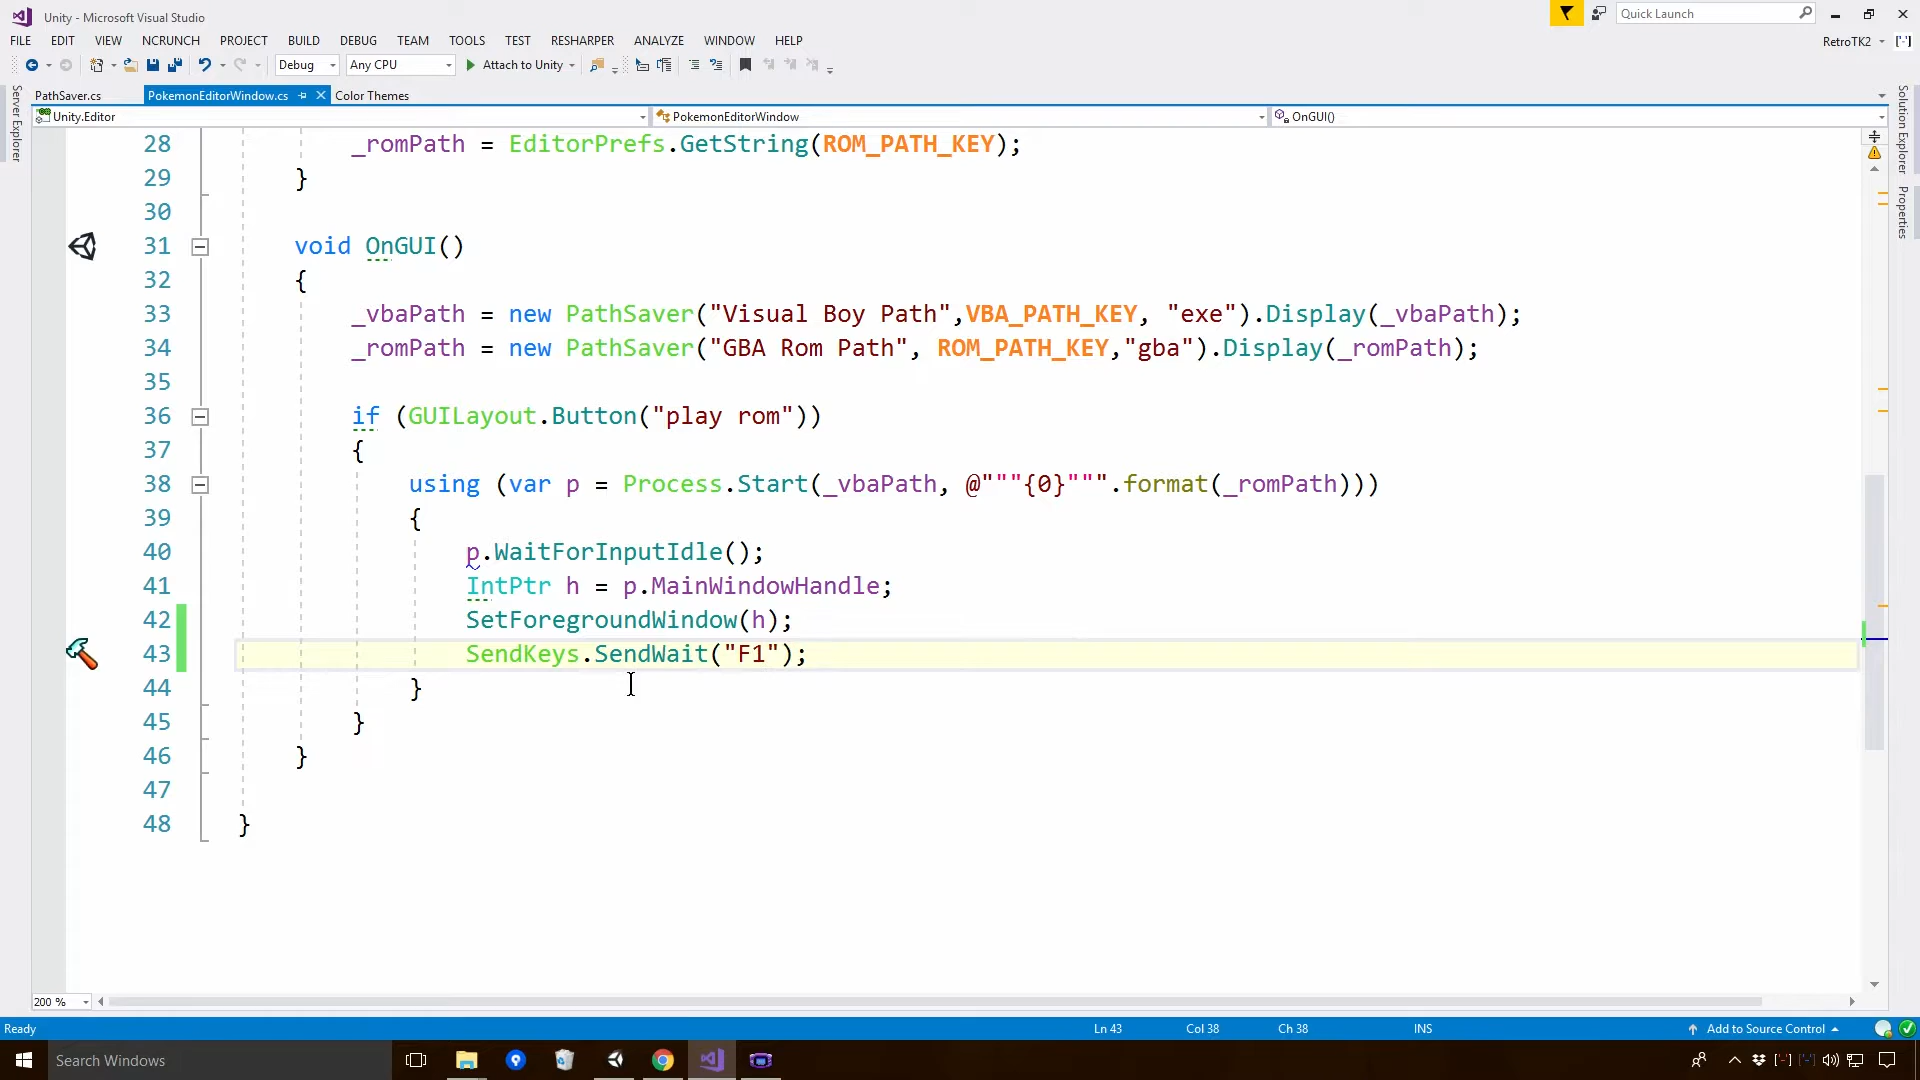 Unity - Microsoft Visual Studio
Quick Launch
FILE EDIT VIEW NCRUNCH PROJECT BUILD DEBUG TEAM TOOLS TEST RESHARPER ANALYZE WINDOW HELP
RetroTK2
Debug Any CPU Attach to Unity
Server Explorer
PathSaver.cs PokemonEditorWindow.cs Color Themes
Unity.Editor PokemonEditorWindow OnGUI()
Solution Explorer
Properties
28 _romPath = EditorPrefs.GetString(ROM_PATH_KEY);
29 }
30
31 void OnGUI()
32 {
33 _vbaPath = new PathSaver("Visual Boy Path",VBA_PATH_KEY, "exe").Display(_vbaPath);
34 _romPath = new PathSaver("GBA Rom Path", ROM_PATH_KEY,"gba").Display(_romPath);
35
36 if (GUILayout.Button("play rom"))
37 {
38 using (var p = Process.Start(_vbaPath, @"""{0}""".format(_romPath)))
39 {
40 p.WaitForInputIdle();
41 IntPtr h = p.MainWindowHandle;
42 SetForegroundWindow(h);
43 SendKeys.SendWait("F1");
44 }
45 }
46 }
47
48 }
200 %
Ready Ln 43 Col 38 Ch 38 INS Add to Source Control
Search Windows